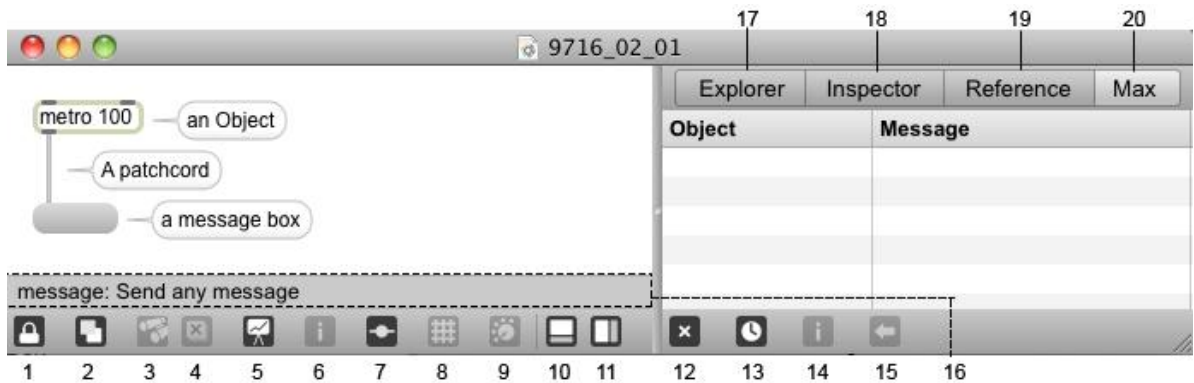 17 18 19 20
9716_02_01
Explorer Inspector Reference Max
metro 100
an Object
Object Message
A patchcord
a message box
message: Send any message
1 2 3 4 5 6 7 8 9 10 11 12 13 14 15 16